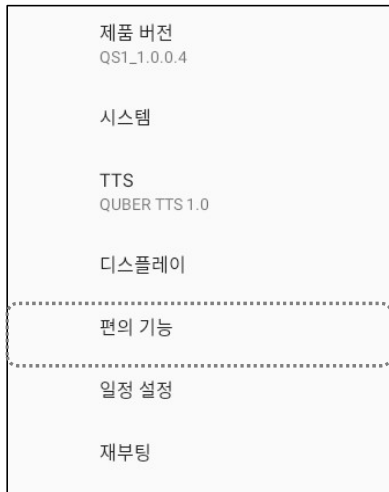 제품 버전
QS1_1.0.0.4
시스템
TTS
QUBER TTS 1.0
디스플레이
편의 기능
일정 설정
재부팅